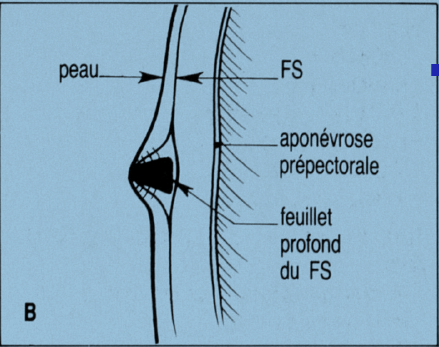 peau
FS
aponévrose
prépectorale
feuillet
profond
du FS
B